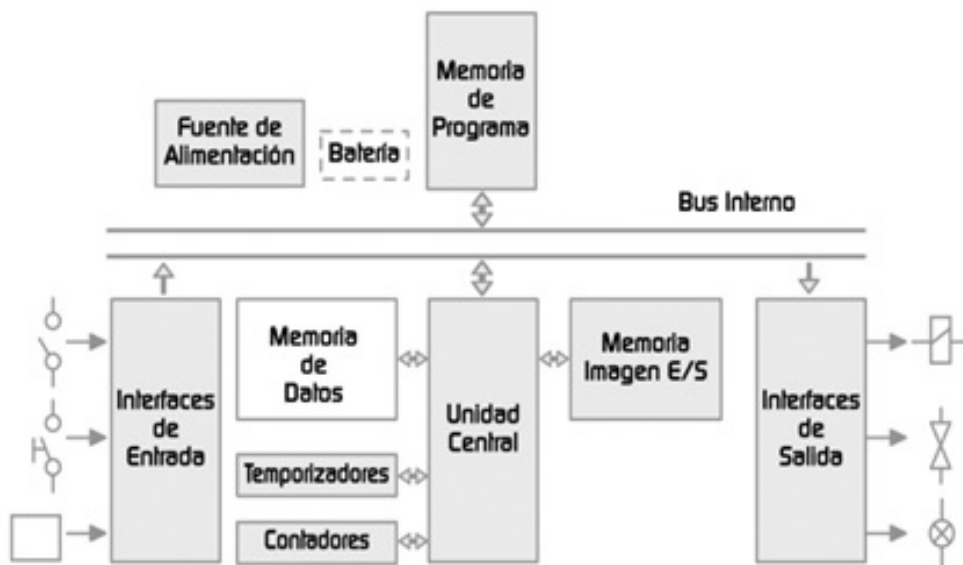 Memoria
de
Programa
Fuente de
Alimentación
Batería
Bus Interno
Interfaces
de
Entrada
Memoria
de
Datos
Temporizadores
Contadores
Unidad
Central
Memoria
Imagen E/S
Interfaces
de
Salida